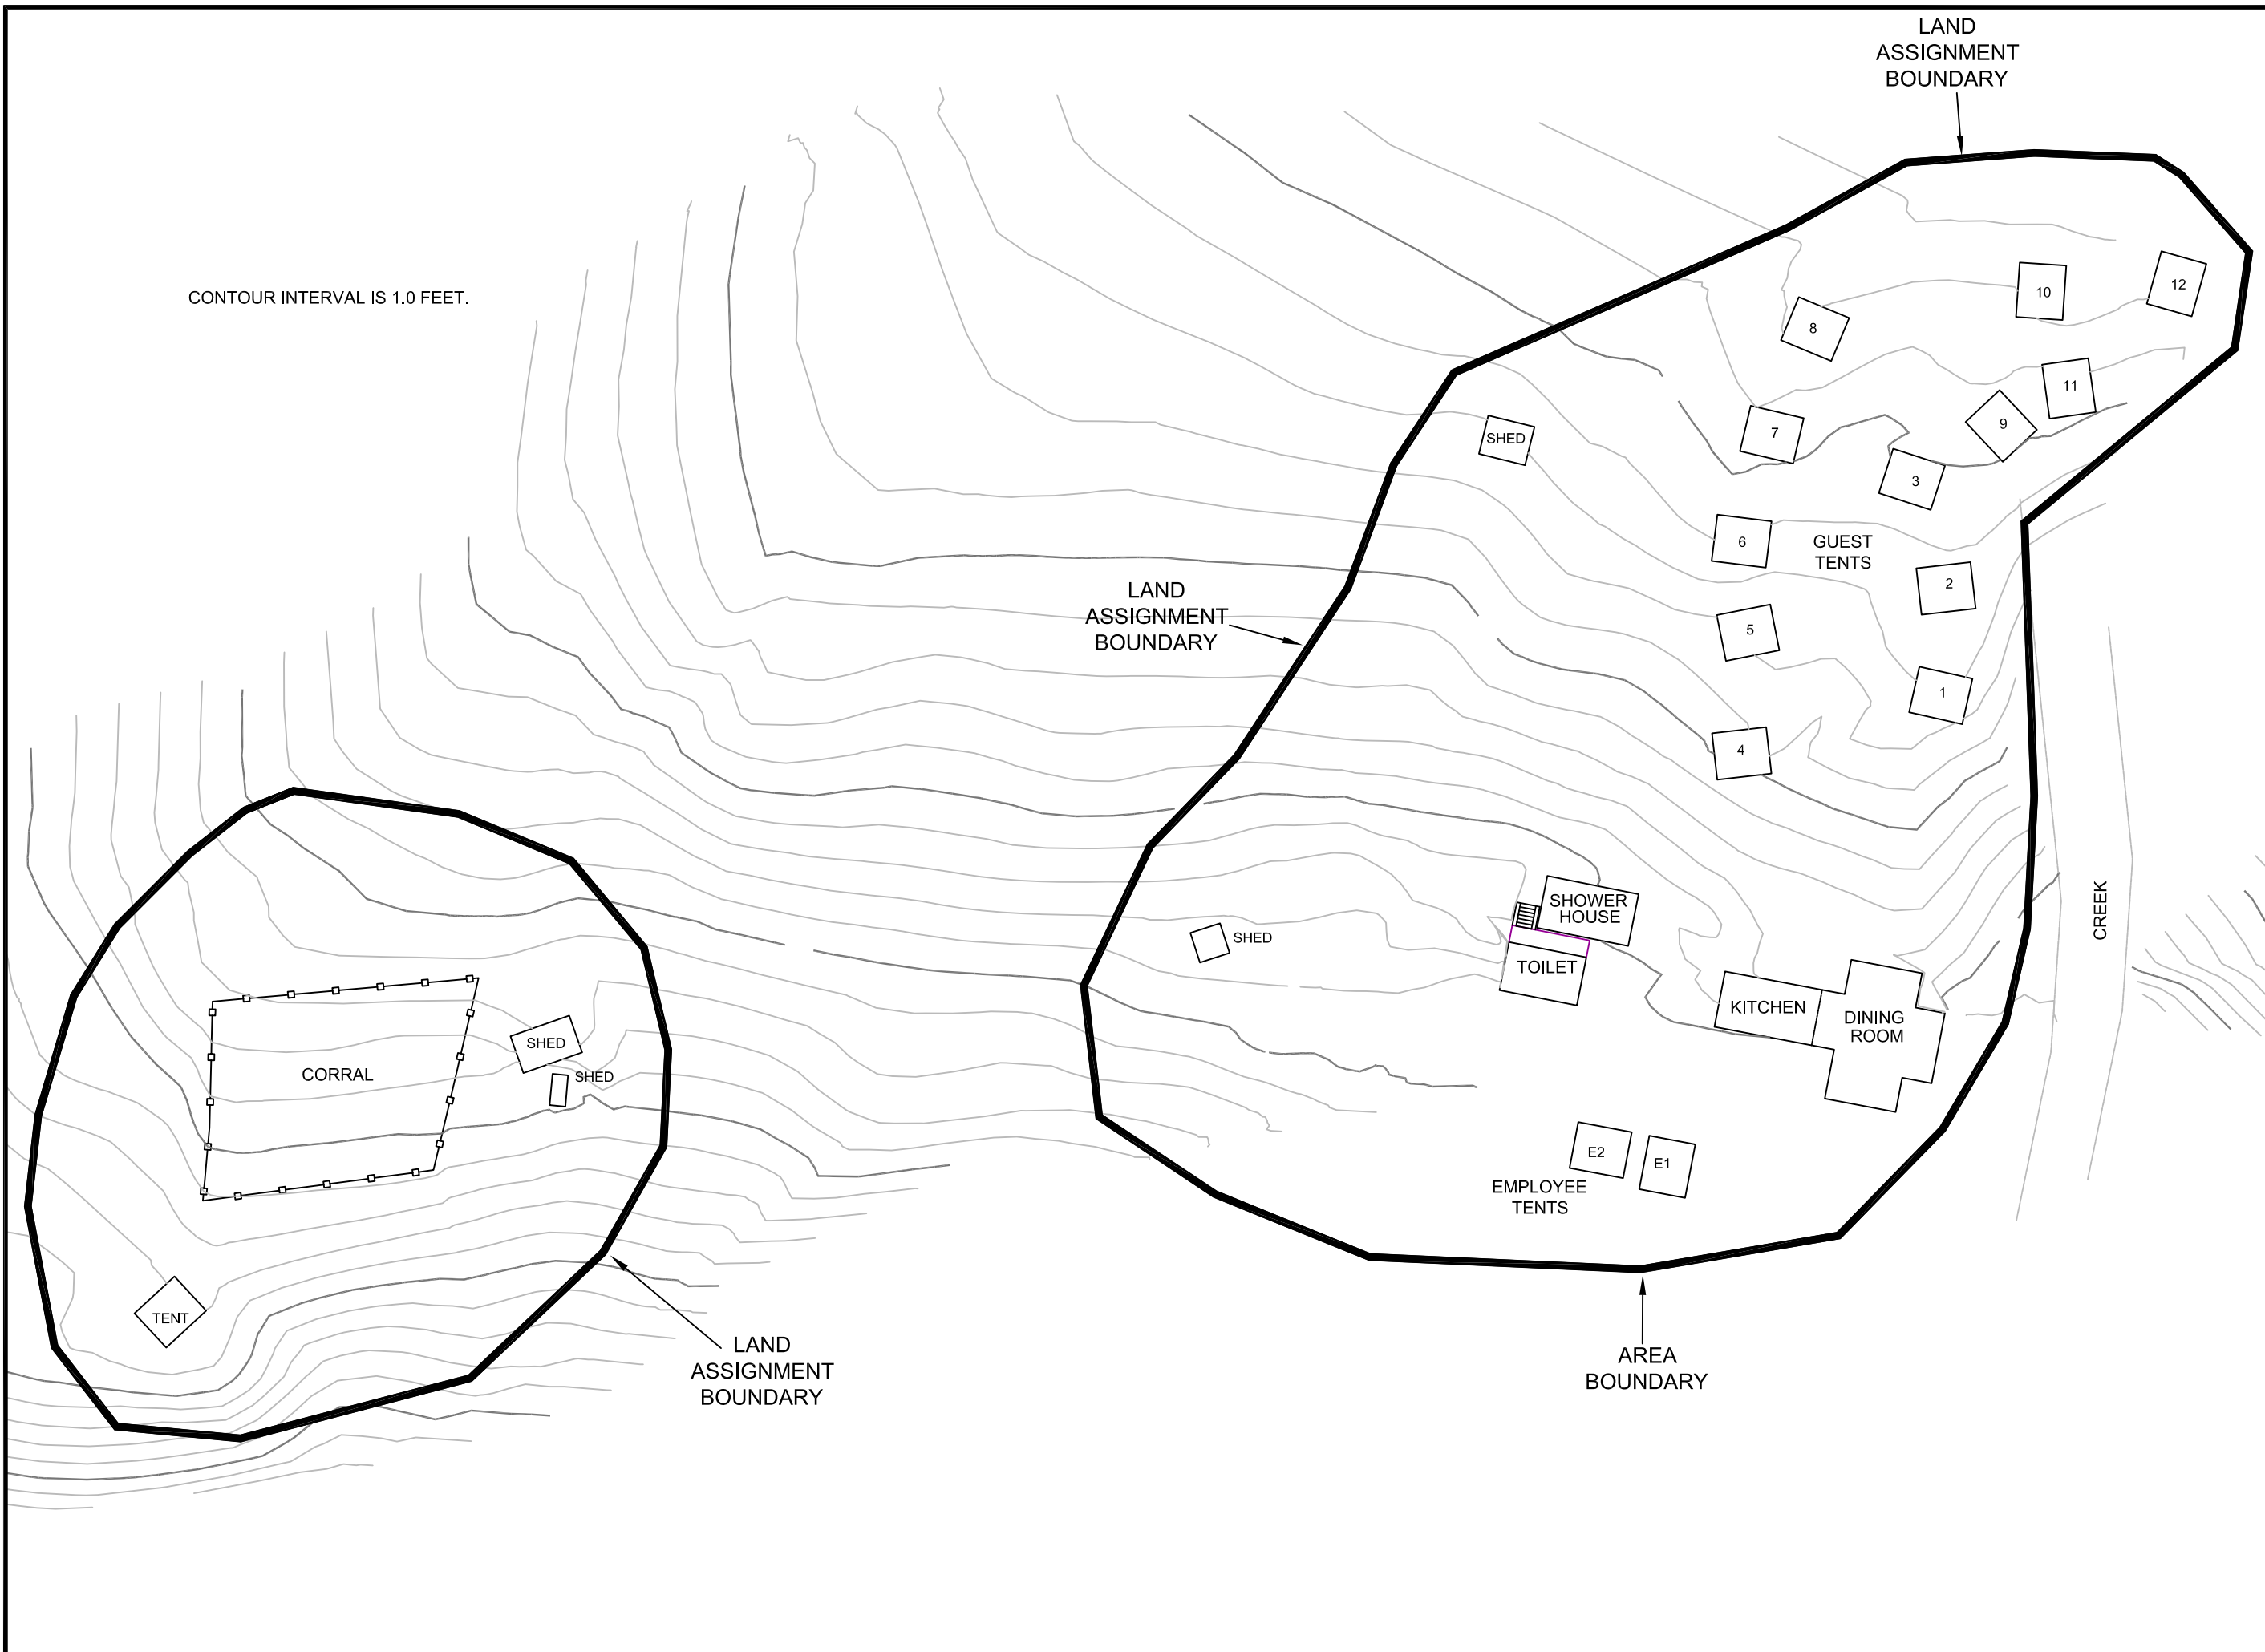 LAND
ASSIGNMENT
BOUNDARY
CONTOUR INTERVAL IS 1.0 FEET.
10
12
8
11
9
7
SHED
3
6
GUEST
TENTS
2
LAND
ASSIGNMENT
BOUNDARY
5
1
4
SHOWER
HOUSE
CREEK
SHED
TOILET
KITCHEN
DINING
ROOM
SHED
CORRAL
SHED
E2
E1
EMPLOYEE
TENTS
TENT
LAND
ASSIGNMENT
BOUNDARY
AREA
BOUNDARY